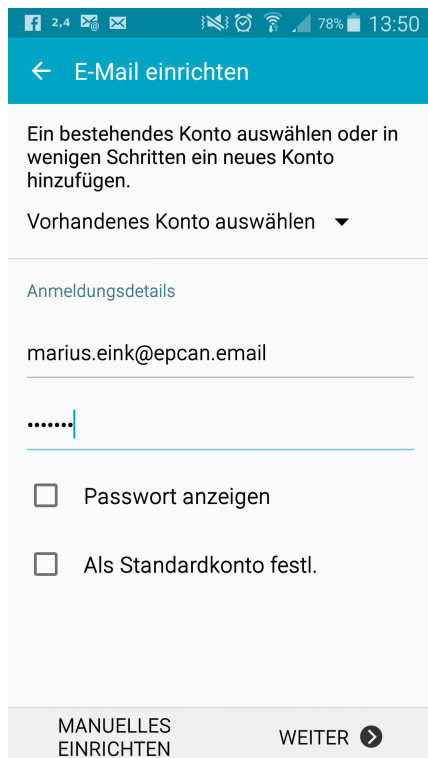 2,4 78% 13:50
E-Mail einrichten
Ein bestehendes Konto auswählen oder in
wenigen Schritten ein neues Konto
hinzufügen.
Vorhandenes Konto auswählen
Anmeldungsdetails
marius.eink@epcan.email
•••••••
Passwort anzeigen
Als Standardkonto festl.
MANUELLES
EINRICHTEN
WEITER